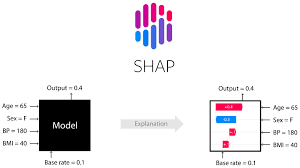 SHAP
Output = 0.4
Age = 65
Sex = F
BP = 180
BMI = 40
Model
Base rate = 0.1
Explanation
Output = 0.4
Age = 65
Sex = F
BP = 180
BMI = 40
Base rate = 0.1